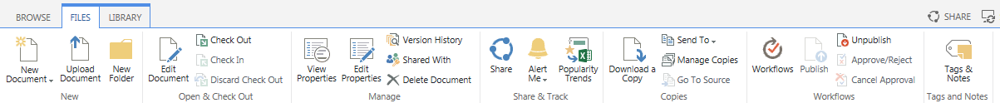 BROWSE FILES LIBRARY SHARE
New Document
Upload Document
New Folder
New
Edit Document
Check Out
Check In
Discard Check Out
Open & Check Out
View Properties
Edit Properties
Version History
Shared With
Delete Document
Manage
Share
Alert Me
Popularity Trends
Share & Track
Download a Copy
Send To
Manage Copies
Go To Source
Copies
Workflows
Publish
Unpublish
Approve/Reject
Cancel Approval
Workflows
Tags & Notes
Tags and Notes